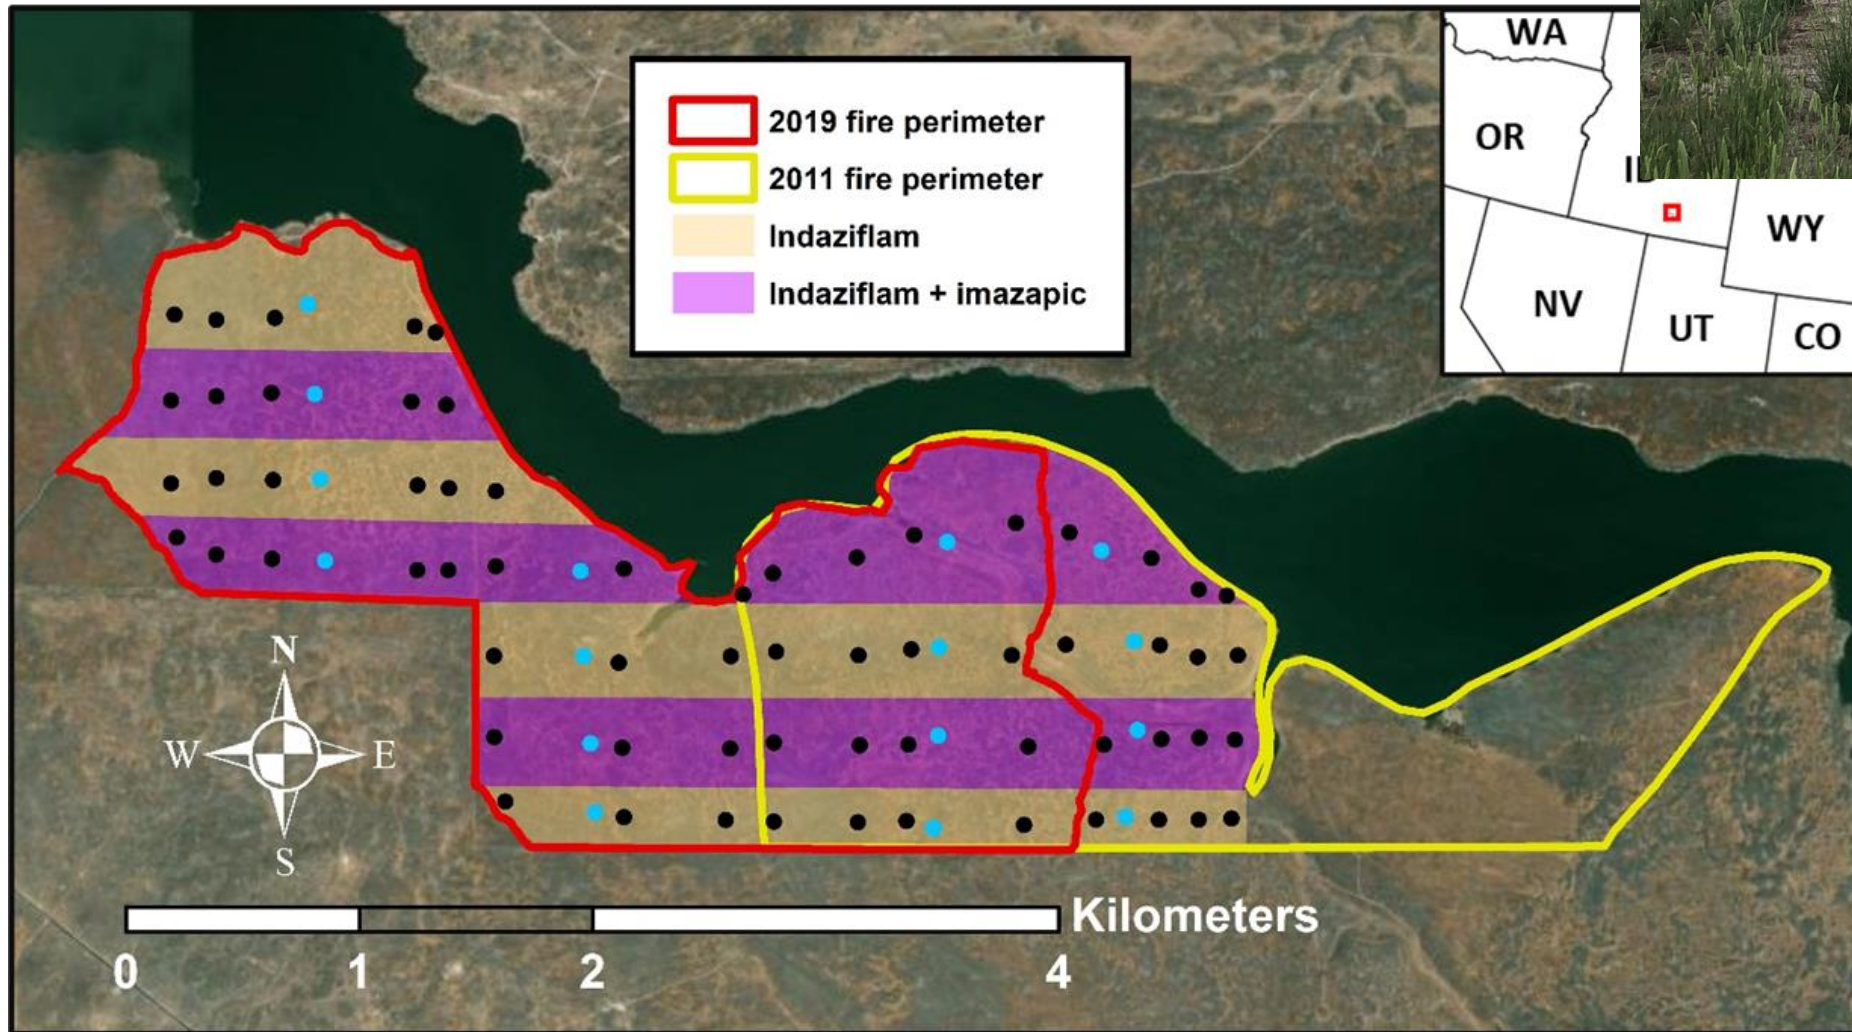 2019 fire perimeter
2011 fire perimeter
Indaziflam
Indaziflam + imazapic
WA
OR
ID
WY
NV
UT
CO
N
W
E
S
Kilometers
0
1
2
4